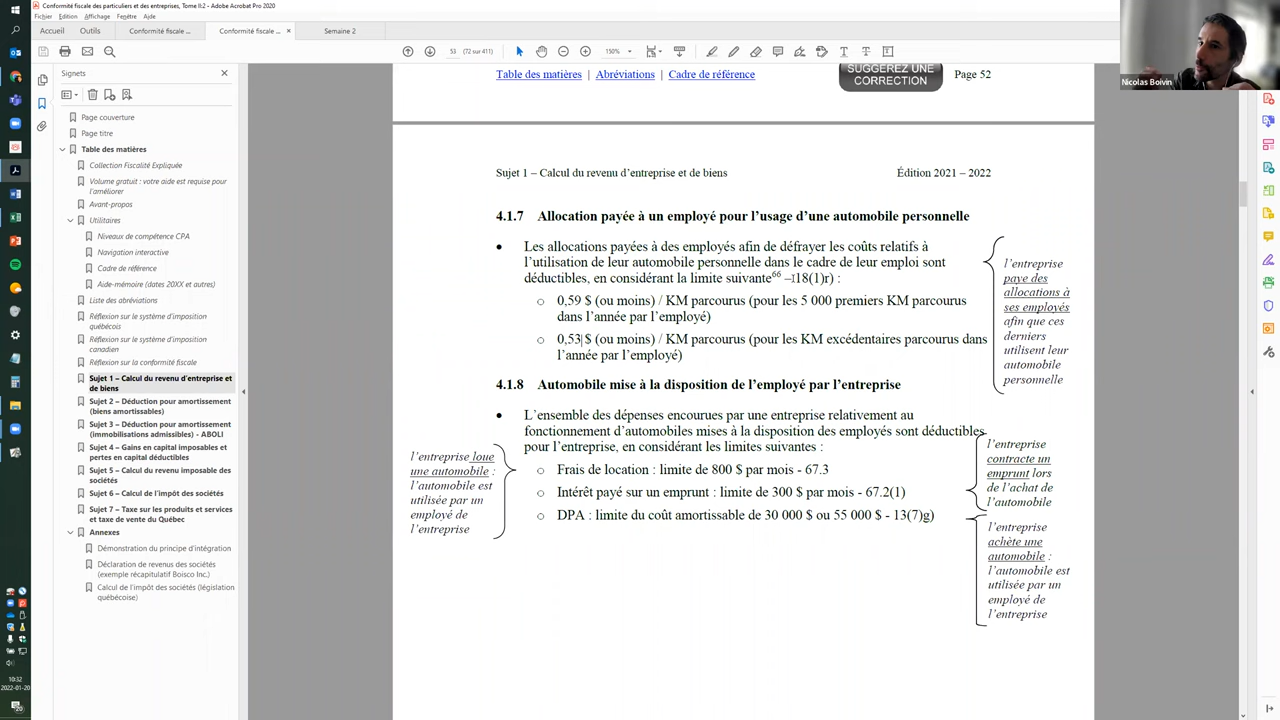 Conformité fiscale des particuliers et des entreprises, Tome II:2 - Adobe Acrobat Pro 2020
Fichier Edition Affichage Fenêtre Aide
Accueil Outils Conformité fiscale ... Conformité fiscale ... × Semaine 2
53 (72 sur 411) 150%
Signets
Page couverture
Page titre
Table des matières
Collection Fiscalité Expliquée
Volume gratuit : votre aide est requise pour
l'améliorer
Avant-propos
Utilitaires
Niveaux de compétence CPA
Navigation interactive
Cadre de référence
Aide-mémoire (dates 20XX et autres)
Liste des abréviations
Réflexion sur le système d'imposition
québécois
Réflexion sur le système d'imposition
canadien
Réflexion sur la conformité fiscale
Sujet 1 – Calcul du revenu d'entreprise et
de biens
Sujet 2 – Déduction pour amortissement
(biens amortissables)
Sujet 3 – Déduction pour amortissement
(immobilisations admissibles) - ABOLI
Sujet 4 – Gains en capital imposables et
pertes en capital déductibles
Sujet 5 – Calcul du revenu imposable des
sociétés
Sujet 6 – Calcul de l'impôt des sociétés
Sujet 7 – Taxe sur les produits et services
et taxe de vente du Québec
Annexes
Démonstration du principe d'intégration
Déclaration de revenus des sociétés
(exemple récapitulatif Boisco Inc.)
Calcul de l'impôt des sociétés (législation
québécoise)
10:32
2022-01-20
Table des matières | Abréviations | Cadre de référence
SUGGÉREZ UNE
CORRECTION
Page 52
Nicolas Boivin
Sujet 1 – Calcul du revenu d'entreprise et de biens Édition 2021 – 2022
4.1.7 Allocation payée à un employé pour l'usage d'une automobile personnelle
• Les allocations payées à des employés afin de défrayer les coûts relatifs à
l'utilisation de leur automobile personnelle dans le cadre de leur emploi sont
déductibles, en considérant la limite suivante66 – 18(1)r) :
o 0,59 $ (ou moins) / KM parcourus (pour les 5 000 premiers KM parcourus
dans l'année par l'employé)
o 0,53 $ (ou moins) / KM parcourus (pour les KM excédentaires parcourus dans
l'année par l'employé)
l'entreprise
paye des
allocations à
ses employés
afin que ces
derniers
utilisent leur
automobile
personnelle
4.1.8 Automobile mise à la disposition de l'employé par l'entreprise
• L'ensemble des dépenses encourues par une entreprise relativement au
fonctionnement d'automobiles mises à la disposition des employés sont déductibles
pour l'entreprise, en considérant les limites suivantes :
o Frais de location : limite de 800 $ par mois - 67.3
o Intérêt payé sur un emprunt : limite de 300 $ par mois - 67.2(1)
o DPA : limite du coût amortissable de 30 000 $ ou 55 000 $ - 13(7)g)
l'entreprise loue
une automobile :
l'automobile est
utilisée par un
employé de
l'entreprise
l'entreprise
contracte un
emprunt lors
de l'achat de
l'automobile
l'entreprise
achète une
automobile :
l'automobile est
utilisée par un
employé de
l'entreprise